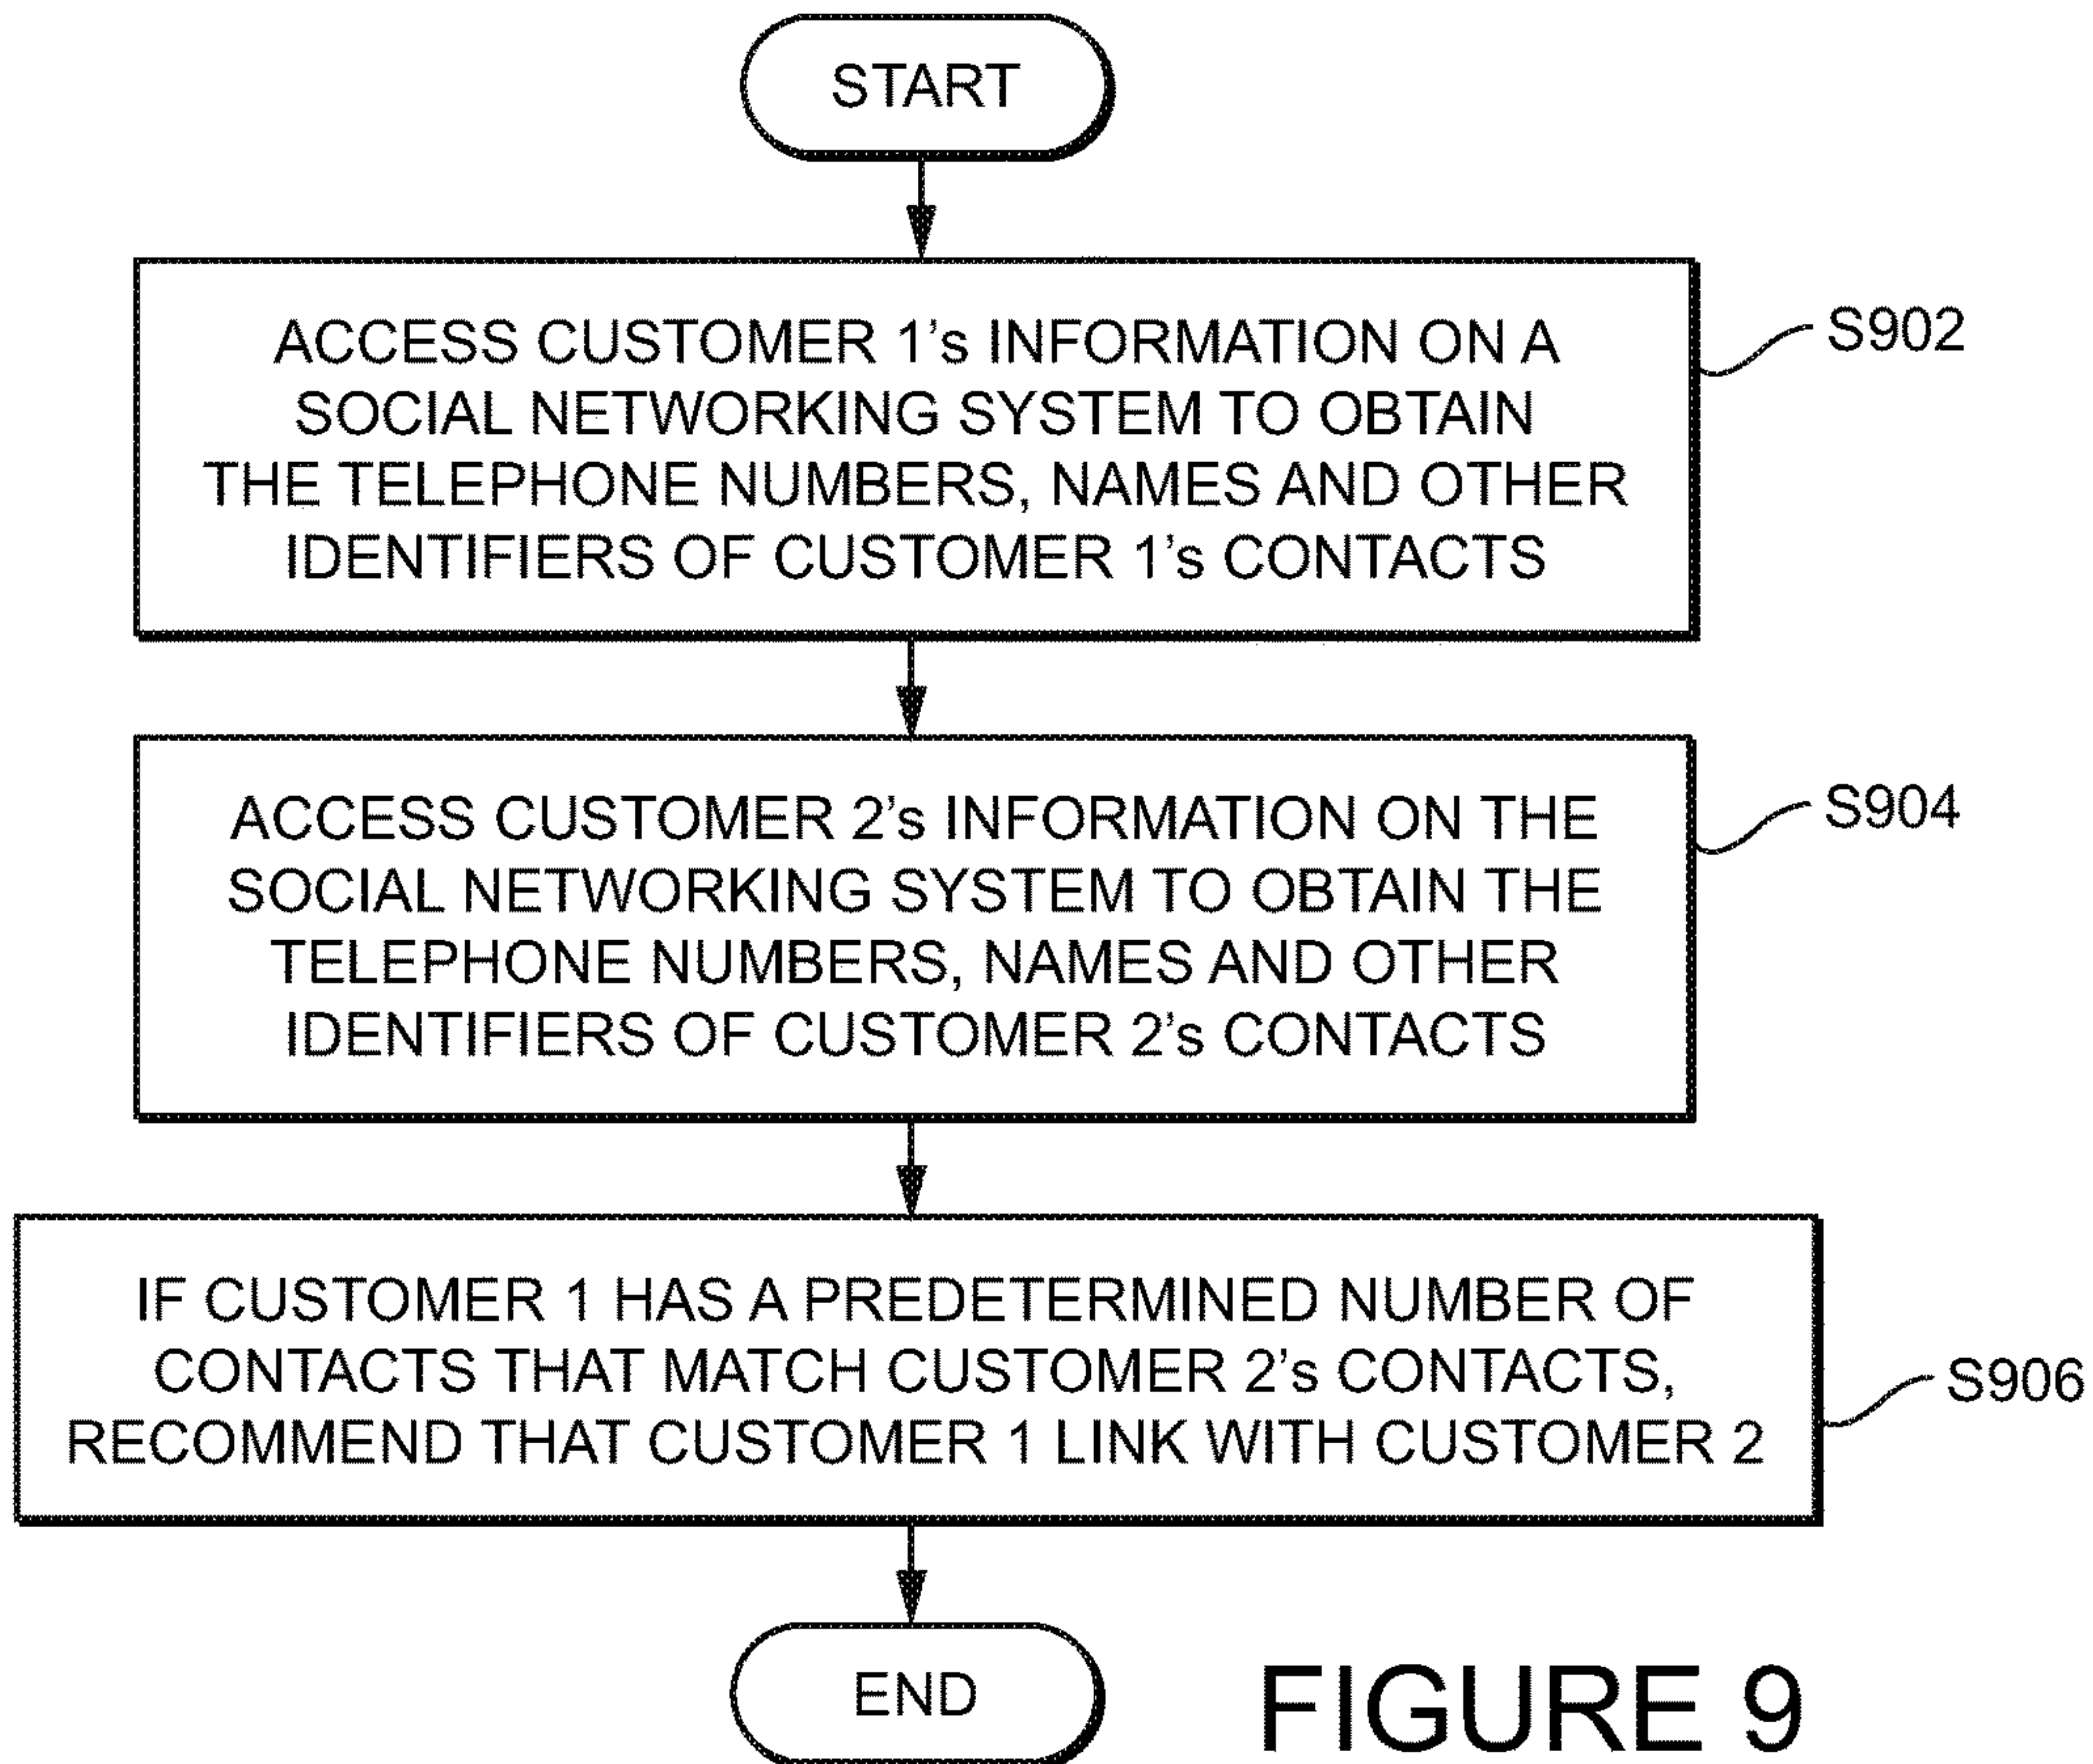 START
ACCESS CUSTOMER 1's INFORMATION ON A
SOCIAL NETWORKING SYSTEM TO OBTAIN
THE TELEPHONE NUMBERS, NAMES AND OTHER
IDENTIFIERS OF CUSTOMER 1's CONTACTS
S902
ACCESS CUSTOMER 2's INFORMATION ON THE
SOCIAL NETWORKING SYSTEM TO OBTAIN THE
TELEPHONE NUMBERS, NAMES AND OTHER
IDENTIFIERS OF CUSTOMER 2's CONTACTS
S904
IF CUSTOMER 1 HAS A PREDETERMINED NUMBER OF
CONTACTS THAT MATCH CUSTOMER 2's CONTACTS,
RECOMMEND THAT CUSTOMER 1 LINK WITH CUSTOMER 2
S906
END
FIGURE 9